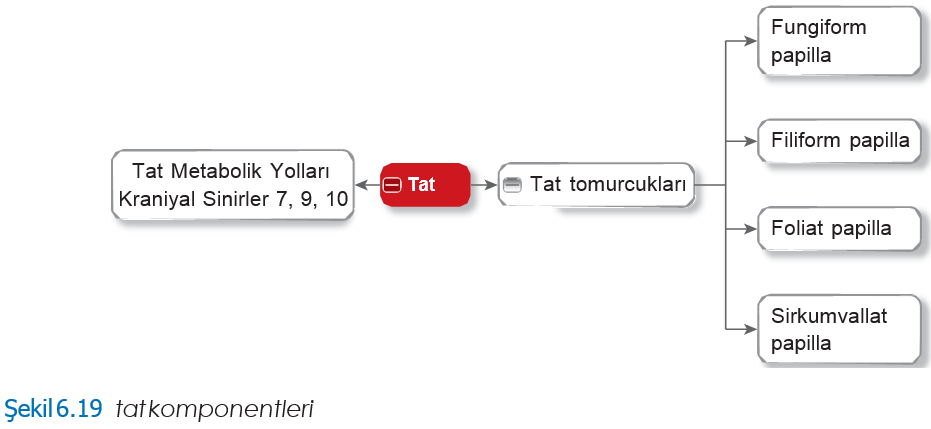 Tat Metabolik Yolları
Kraniyal Sinirler 7, 9, 10
Tat
Tat tomurcukları
Fungiform
papilla
Filiform papilla
Foliat papilla
Sirkumvallat
papilla
Şekil 6.19 tat komponentleri